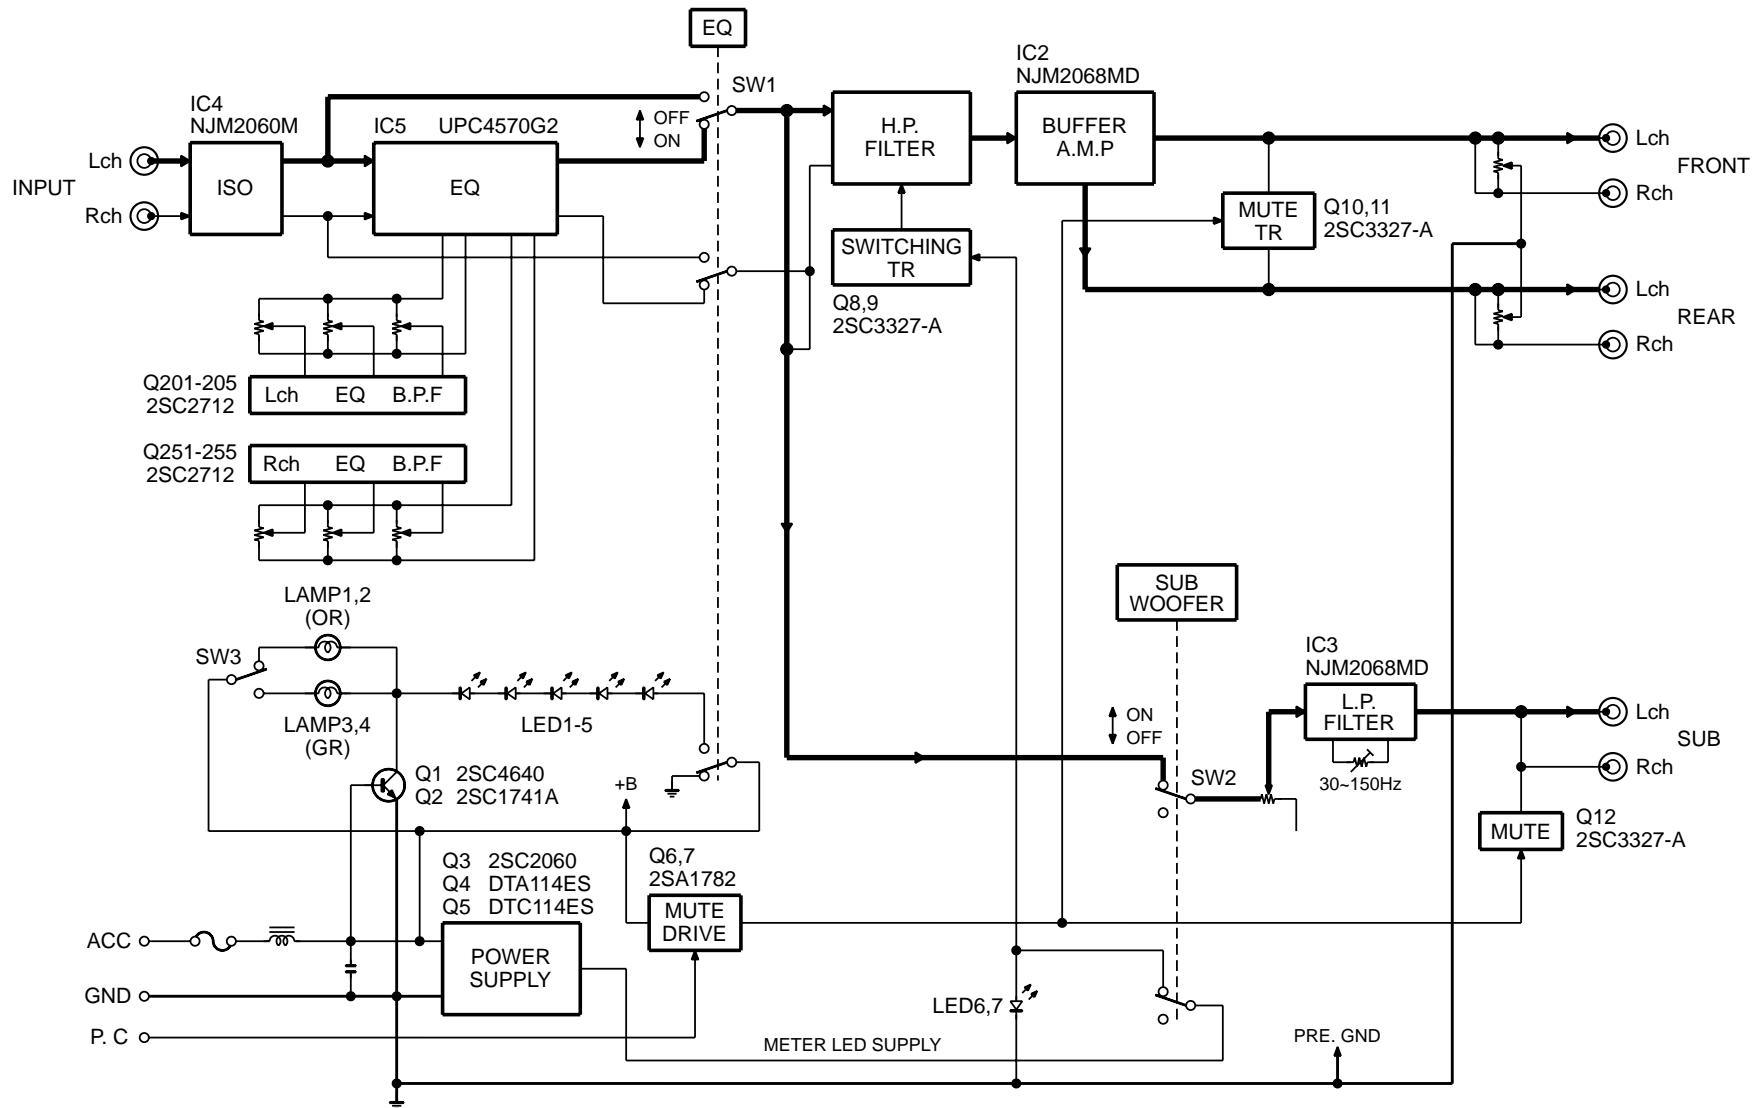 EQ
SW1
IC4
NJM2060M
IC5 UPC4570G2
OFF
ON
IC2
NJM2068MD
INPUT
Lch
Rch
ISO
EQ
H.P.
FILTER
BUFFER
A.M.P
Lch
FRONT
Rch
MUTE
TR
Q10,11
2SC3327-A
SWITCHING
TR
Q8,9
2SC3327-A
Lch
REAR
Rch
Q201-205
2SC2712
Lch EQ B.P.F
Q251-255
2SC2712
Rch EQ B.P.F
LAMP1,2
(OR)
SW3
LAMP3,4
(GR)
LED1-5
Q1 2SC4640
Q2 2SC1741A
+B
SUB
WOOFER
ON
OFF
SW2
IC3
NJM2068MD
L.P.
FILTER
30~150Hz
Lch
SUB
Rch
MUTE
Q12
2SC3327-A
Q3 2SC2060
Q4 DTA114ES
Q5 DTC114ES
Q6,7
2SA1782
MUTE
DRIVE
POWER
SUPPLY
ACC
GND
P. C
LED6,7
METER LED SUPPLY
PRE. GND